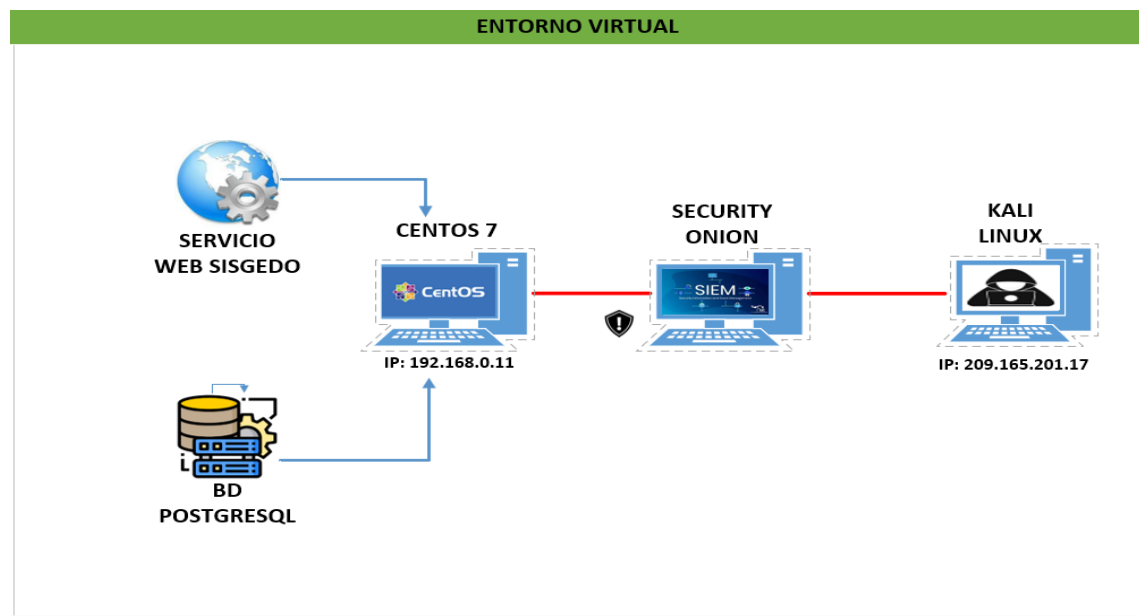 ENTORNO VIRTUAL
SERVICIO
WEB SISGEDO
CENTOS 7
CentOS
IP: 192.168.0.11
SECURITY
ONION
SIEM
KALI
LINUX
IP: 209.165.201.17
BD
POSTGRESQL